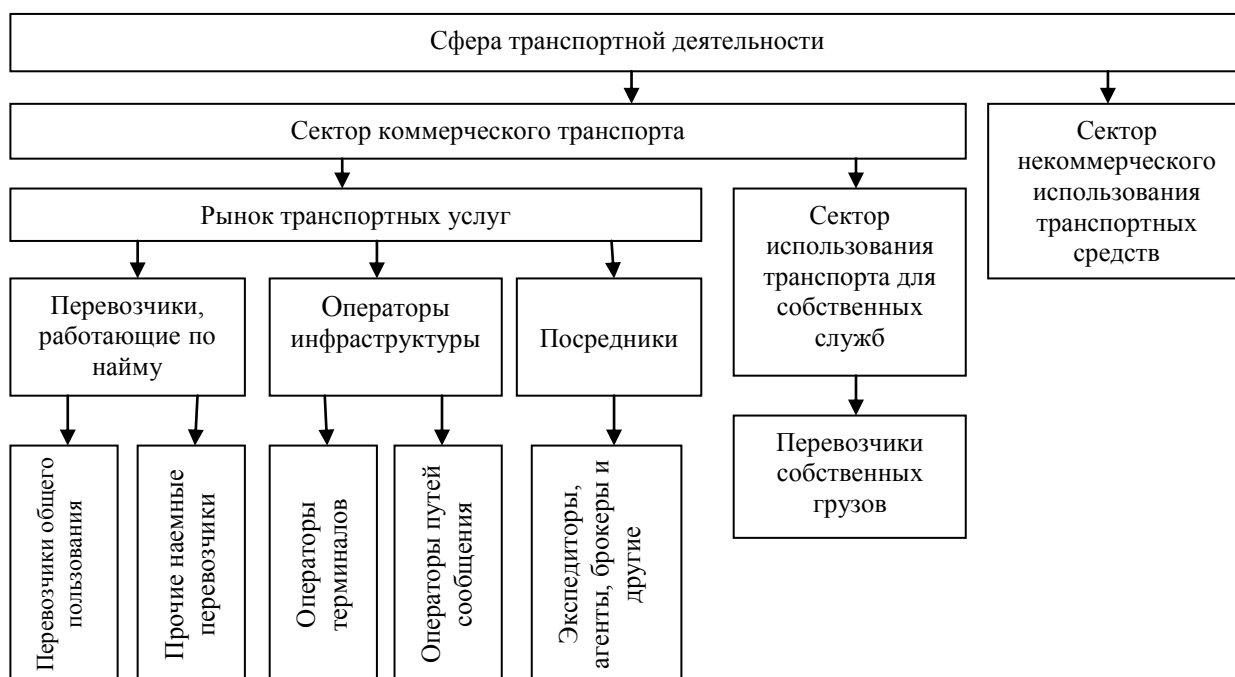 Сфера транспортной деятельности
Сектор коммерческого транспорта
Сектор
некоммерческого
использования
транспортных
средств
Рынок транспортных услуг
Сектор
использования
транспорта для
собственных
служб
Перевозчики,
работающие по
найму
Операторы
инфраструктуры
Посредники
Перевозчики
собственных
грузов
Перевозчики общего
пользования
Прочие наемные
перевозчики
Операторы
терминалов
Операторы путей
сообщения
Экспедиторы,
агенты, брокеры и
другие